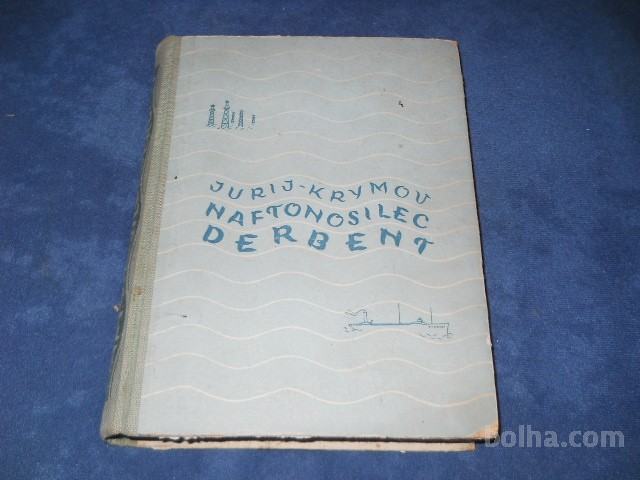 JURIJ-KRYMOV
NAFTONOSILEC
DERBENT
bolha.com